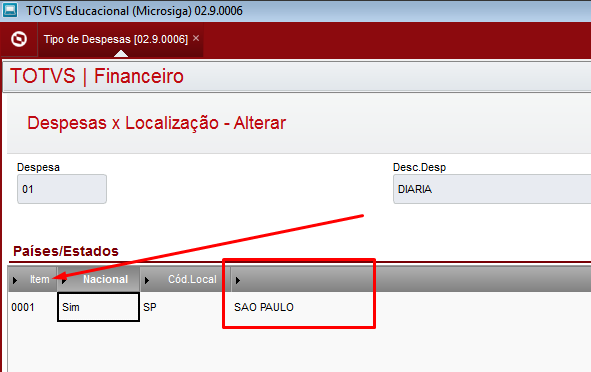 TOTVS Educacional (Microsiga) 02.9.0006
Tipo de Despesas [02.9.0006] ×
TOTVS | Financeiro
Despesas x Localização - Alterar
Despesa Desc.Desp
01 DIARIA
Países/Estados
Item Nacional Cód.Local
0001 Sim SP SAO PAULO